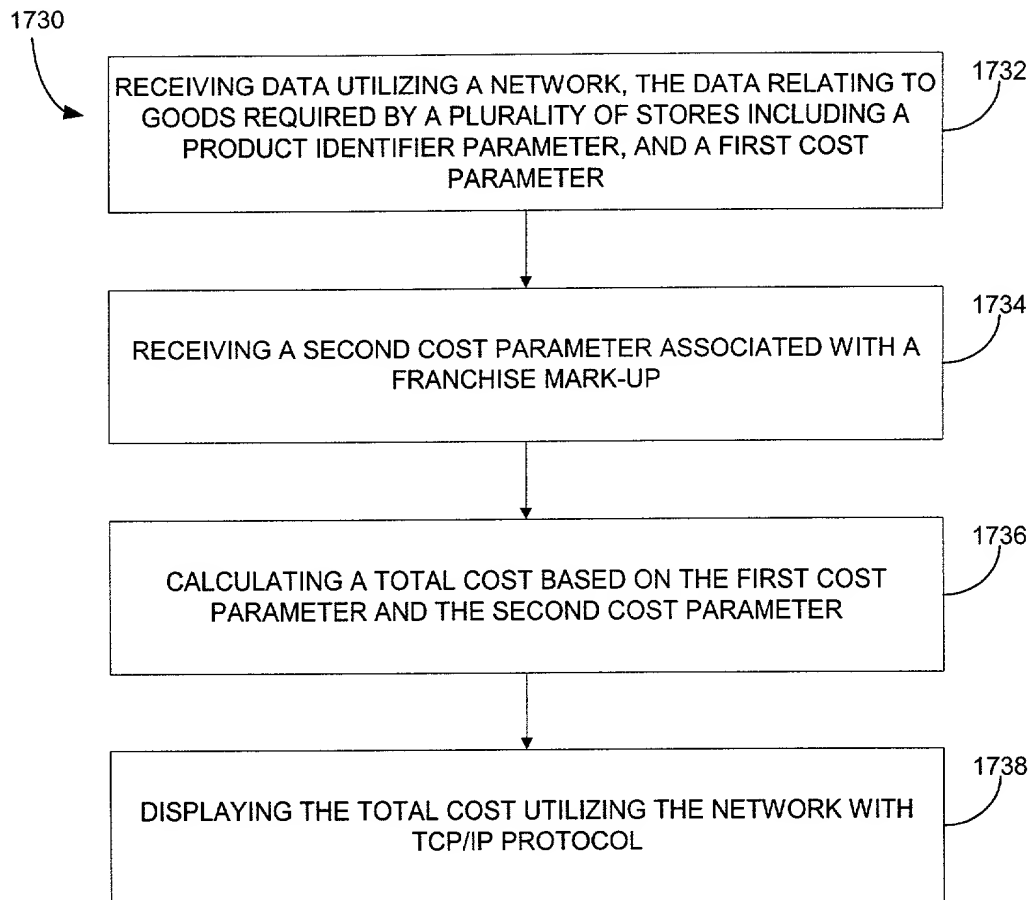 1730
RECEIVING DATA UTILIZING A NETWORK, THE DATA RELATING TO
GOODS REQUIRED BY A PLURALITY OF STORES INCLUDING A
PRODUCT IDENTIFIER PARAMETER, AND A FIRST COST
PARAMETER
1732
RECEIVING A SECOND COST PARAMETER ASSOCIATED WITH A
FRANCHISE MARK-UP
1734
CALCULATING A TOTAL COST BASED ON THE FIRST COST
PARAMETER AND THE SECOND COST PARAMETER
1736
DISPLAYING THE TOTAL COST UTILIZING THE NETWORK WITH
TCP/IP PROTOCOL
1738